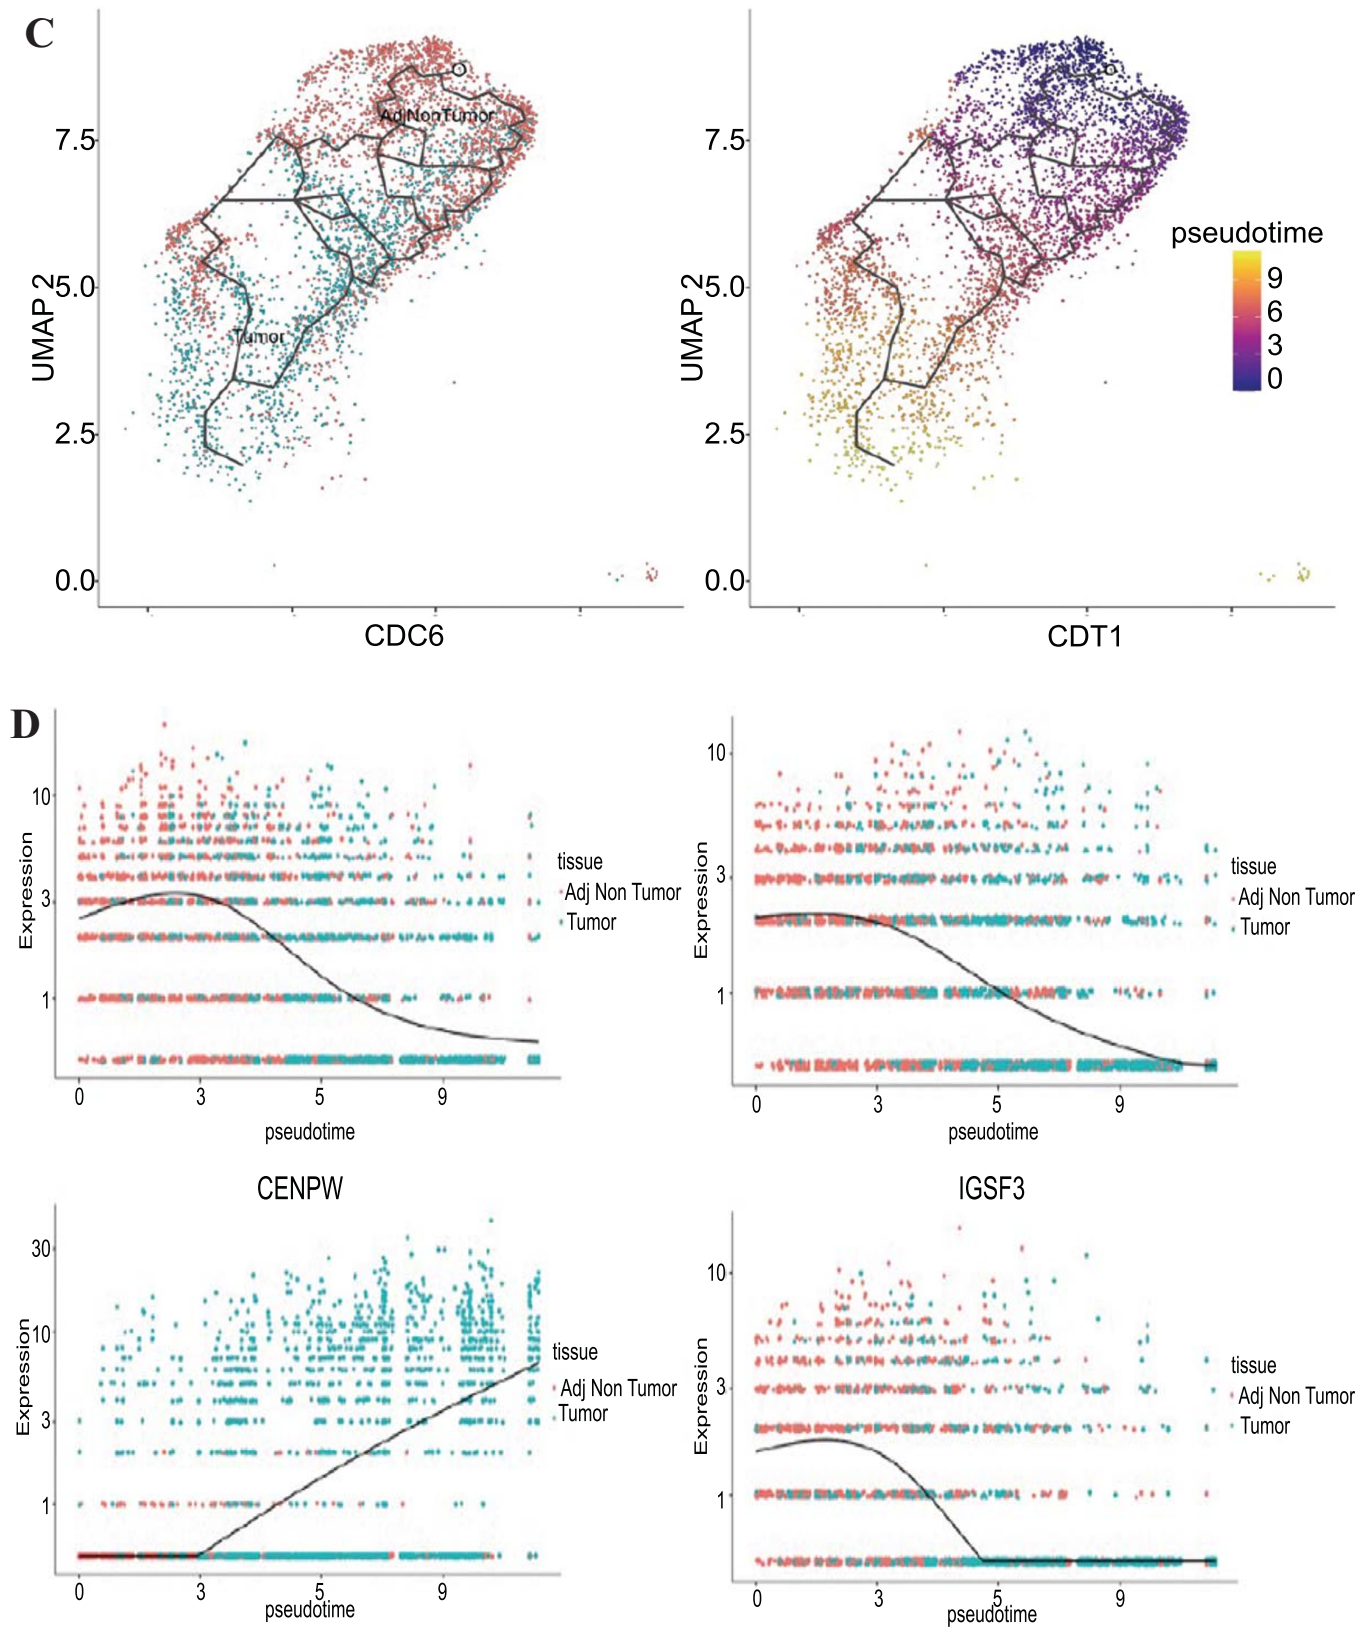 C
AdjNonTumor
Tumor
UMAP 2
7.5
5.0
2.5
0.0
UMAP 2
7.5
5.0
2.5
0.0
pseudotime
9
6
3
0
CDC6
CDT1
D
Expression
10
3
1
0 3 5 9
pseudotime
tissue
Adj Non Tumor
Tumor
Expression
10
3
1
0 3 5 9
pseudotime
tissue
Adj Non Tumor
Tumor
CENPW
Expression
30
10
3
1
0 3 5 9
pseudotime
tissue
Adj Non Tumor
Tumor
IGSF3
Expression
10
3
1
0 3 5 9
pseudotime
tissue
Adj Non Tumor
Tumor